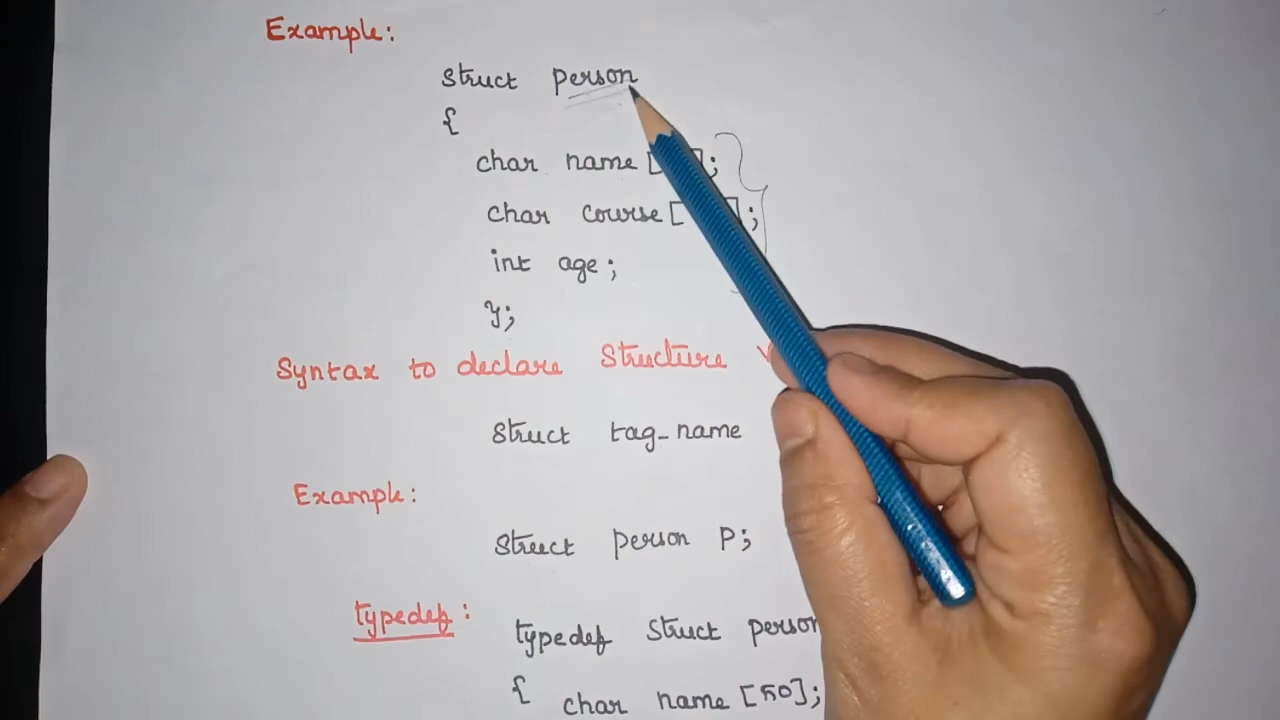 Example:
struct person
{
char name [ ];
char course [ ];
int age;
};
Syntax to declare Structure
struct tag_name
Example:
struct person P;
typedef:
typedef struct person
{ char name [50];